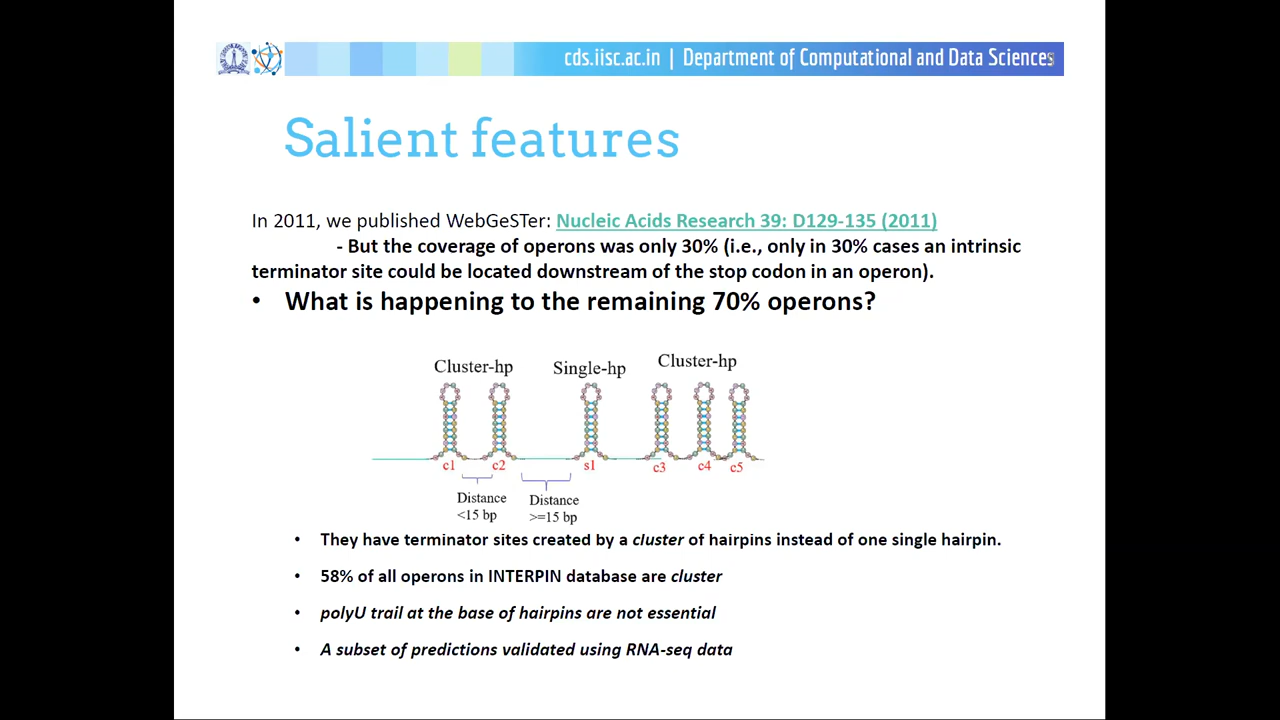 cds.iisc.ac.in | Department of Computational and Data Sciences
Salient features
In 2011, we published WebGeSTer: Nucleic Acids Research 39: D129-135 (2011)
- But the coverage of operons was only 30% (i.e., only in 30% cases an intrinsic
terminator site could be located downstream of the stop codon in an operon).
• What is happening to the remaining 70% operons?
Cluster-hp Single-hp Cluster-hp
c1 c2 s1 c3 c4 c5
Distance Distance
<15 bp >=15 bp
• They have terminator sites created by a cluster of hairpins instead of one single hairpin.
• 58% of all operons in INTERPIN database are cluster
• polyU trail at the base of hairpins are not essential
• A subset of predictions validated using RNA-seq data